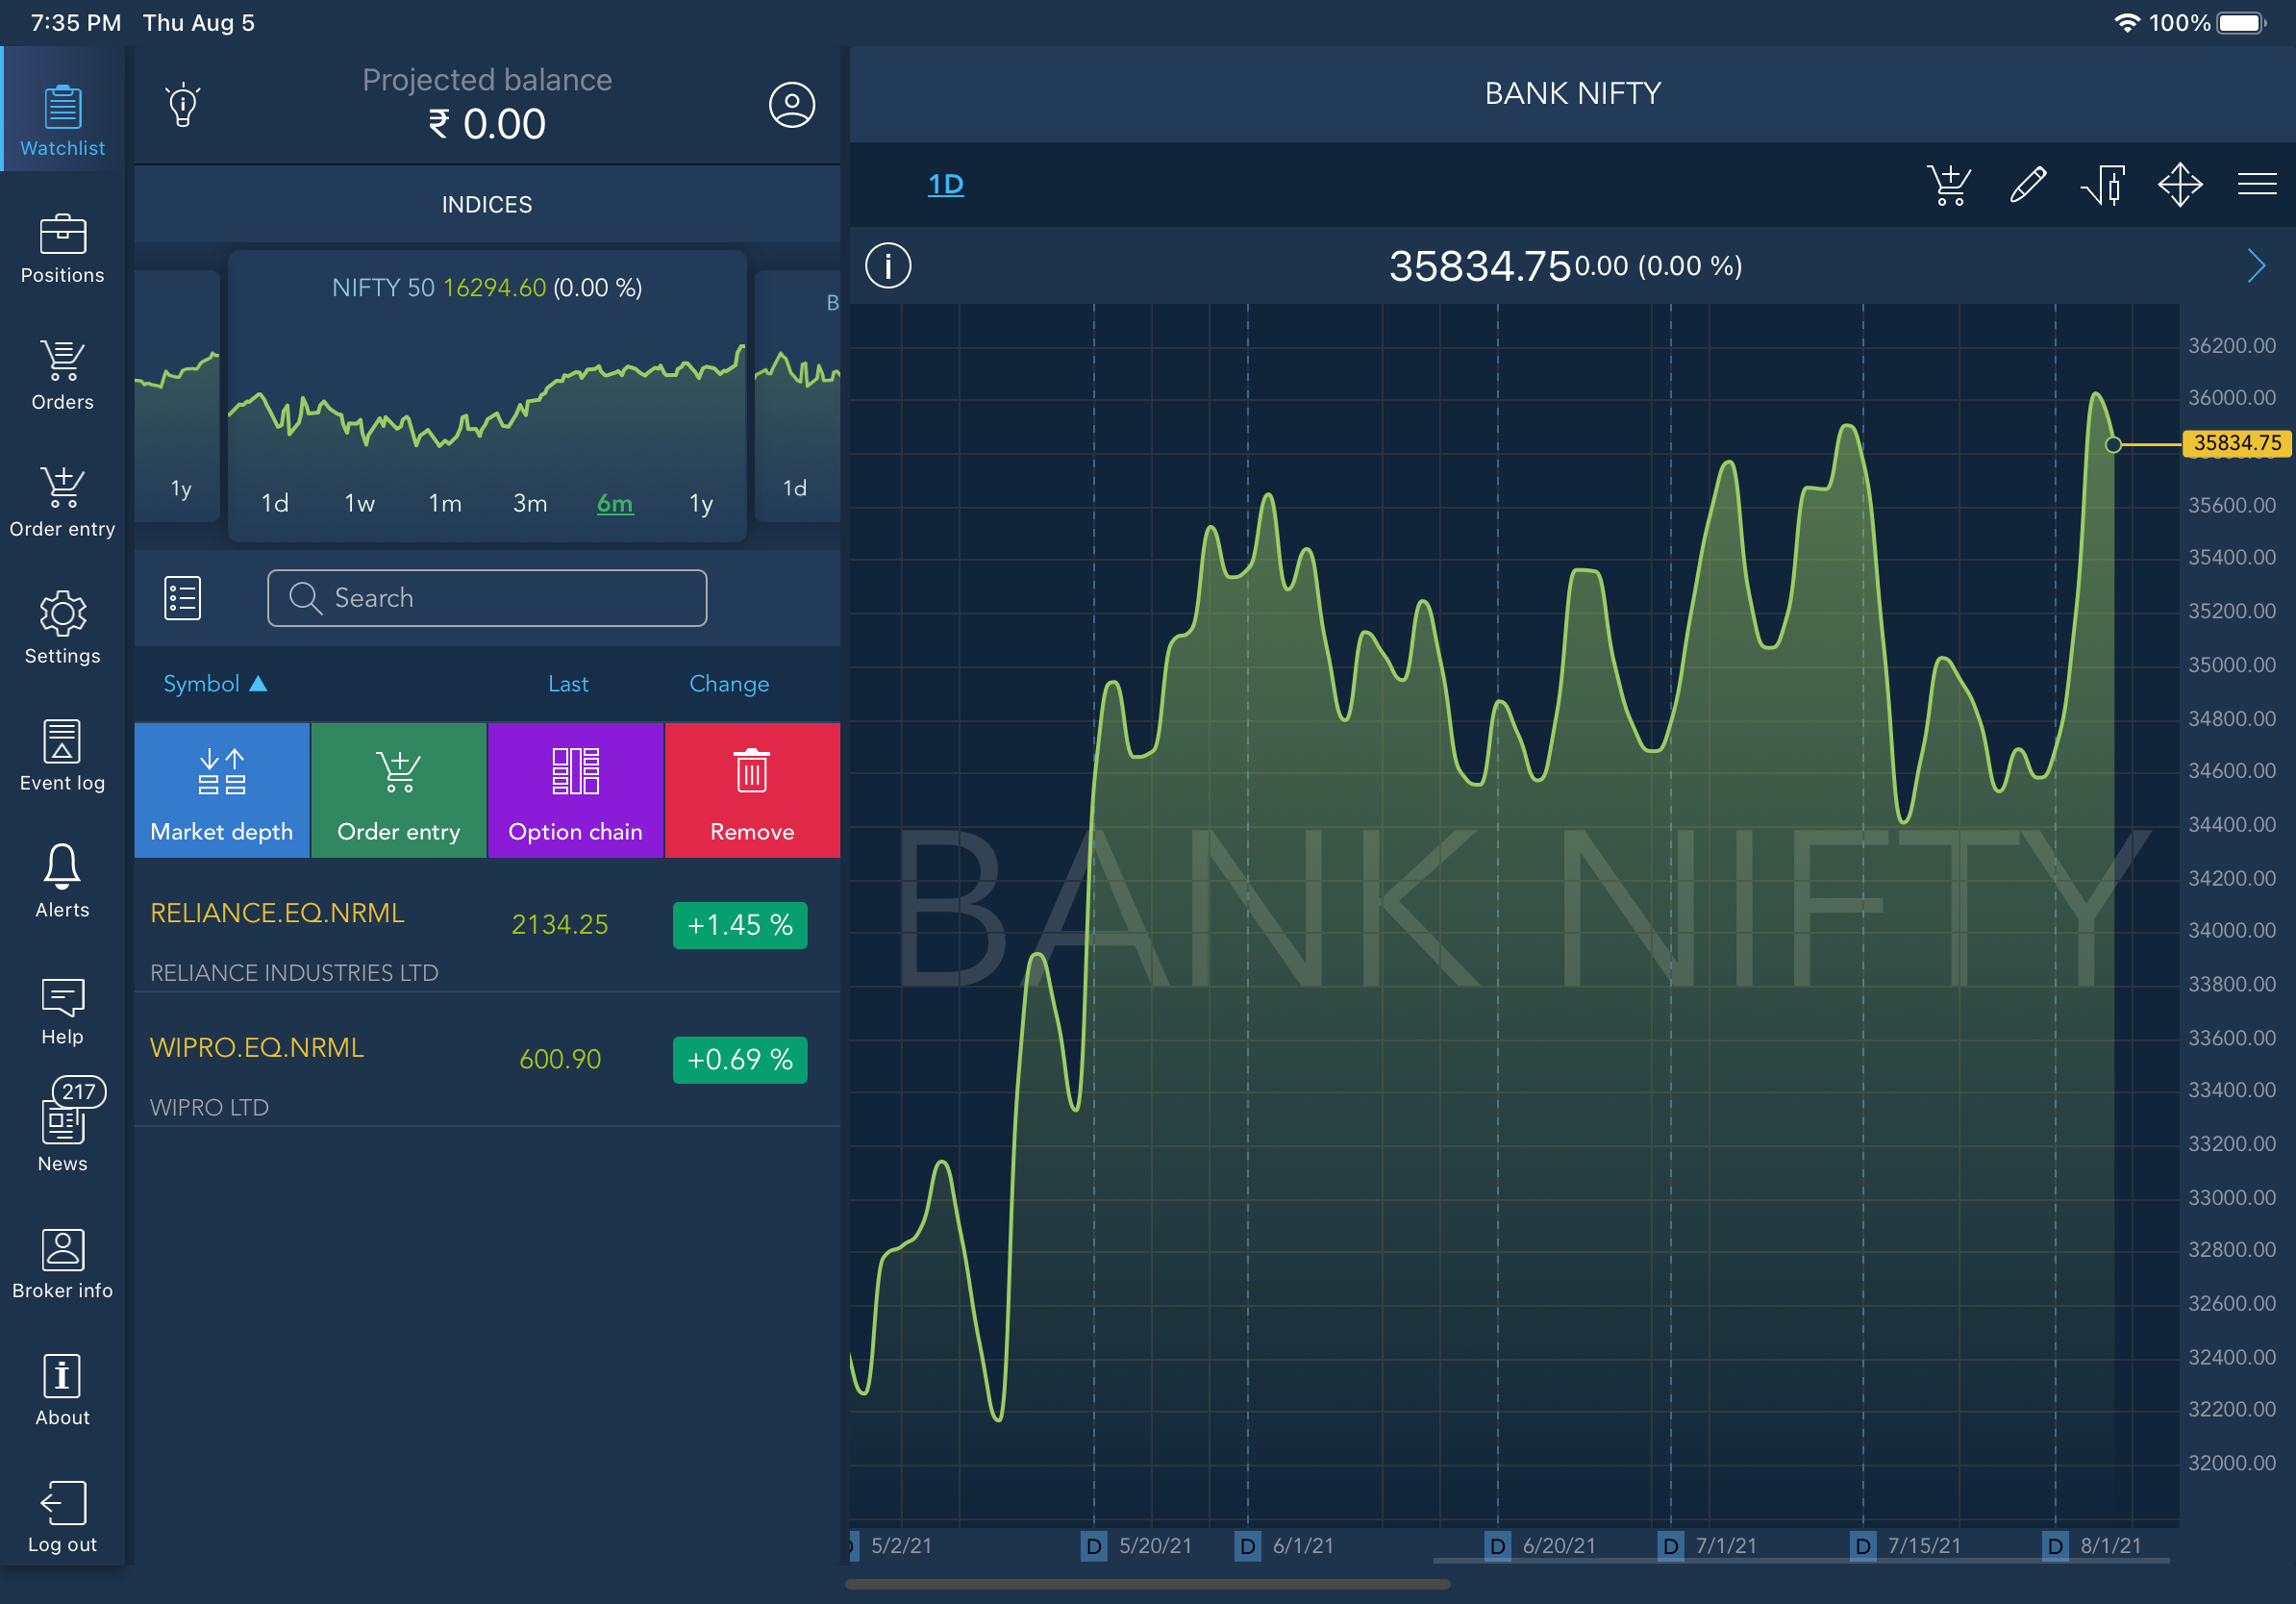 7:35 PM Thu Aug 5
100%
Watchlist
Positions
Orders
Order entry
Settings
Event log
Alerts
Help
217
News
Broker info
About
Log out
Projected balance
₹ 0.00
INDICES
NIFTY 50 16294.60 (0.00 %)
B
1y
1d 1w 1m 3m 6m 1y
1d
Search
Symbol ▲ Last Change
Market depth Order entry Option chain Remove
RELIANCE.EQ.NRML 2134.25 +1.45 %
RELIANCE INDUSTRIES LTD
WIPRO.EQ.NRML 600.90 +0.69 %
WIPRO LTD
BANK NIFTY
1D
35834.75 0.00 (0.00 %)
36200.00
36000.00
35834.75
35600.00
35400.00
35200.00
35000.00
34800.00
34600.00
34400.00
34200.00
34000.00
33800.00
33600.00
33400.00
33200.00
33000.00
32800.00
32600.00
32400.00
32200.00
32000.00
BANK NIFTY
5/2/21 D 5/20/21 D 6/1/21 D 6/20/21 D 7/1/21 D 7/15/21 D 8/1/21